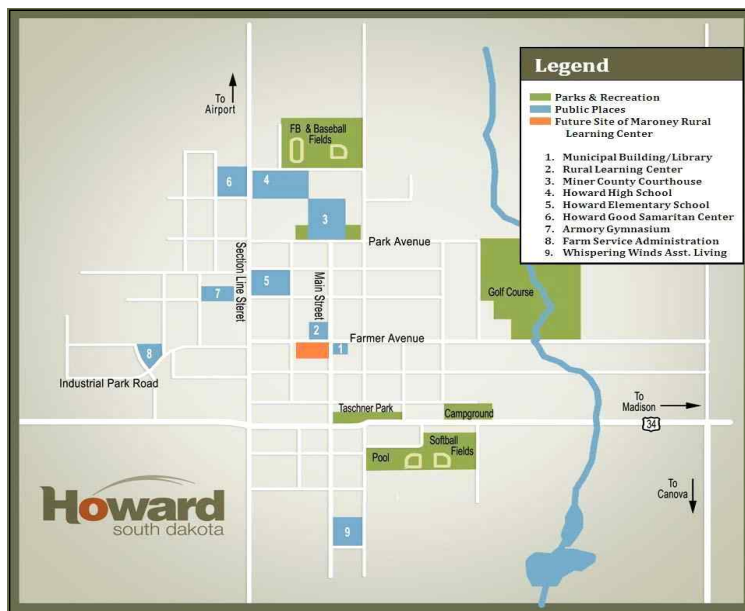 To
Airport
FB & Baseball
Fields
6
4
3
Park Avenue
Section Line Steret
Main Street
5
7
Golf Course
2
Farmer Avenue
1
8
Industrial Park Road
Taschner Park
Campground
To
Madison
34
Softball
Fields
Pool
To
Canova
9
Howard
south dakota
Legend
Parks & Recreation
Public Places
Future Site of Maroney Rural
Learning Center
1. Municipal Building/Library
2. Rural Learning Center
3. Miner County Courthouse
4. Howard High School
5. Howard Elementary School
6. Howard Good Samaritan Center
7. Armory Gymnasium
8. Farm Service Administration
9. Whispering Winds Asst. Living